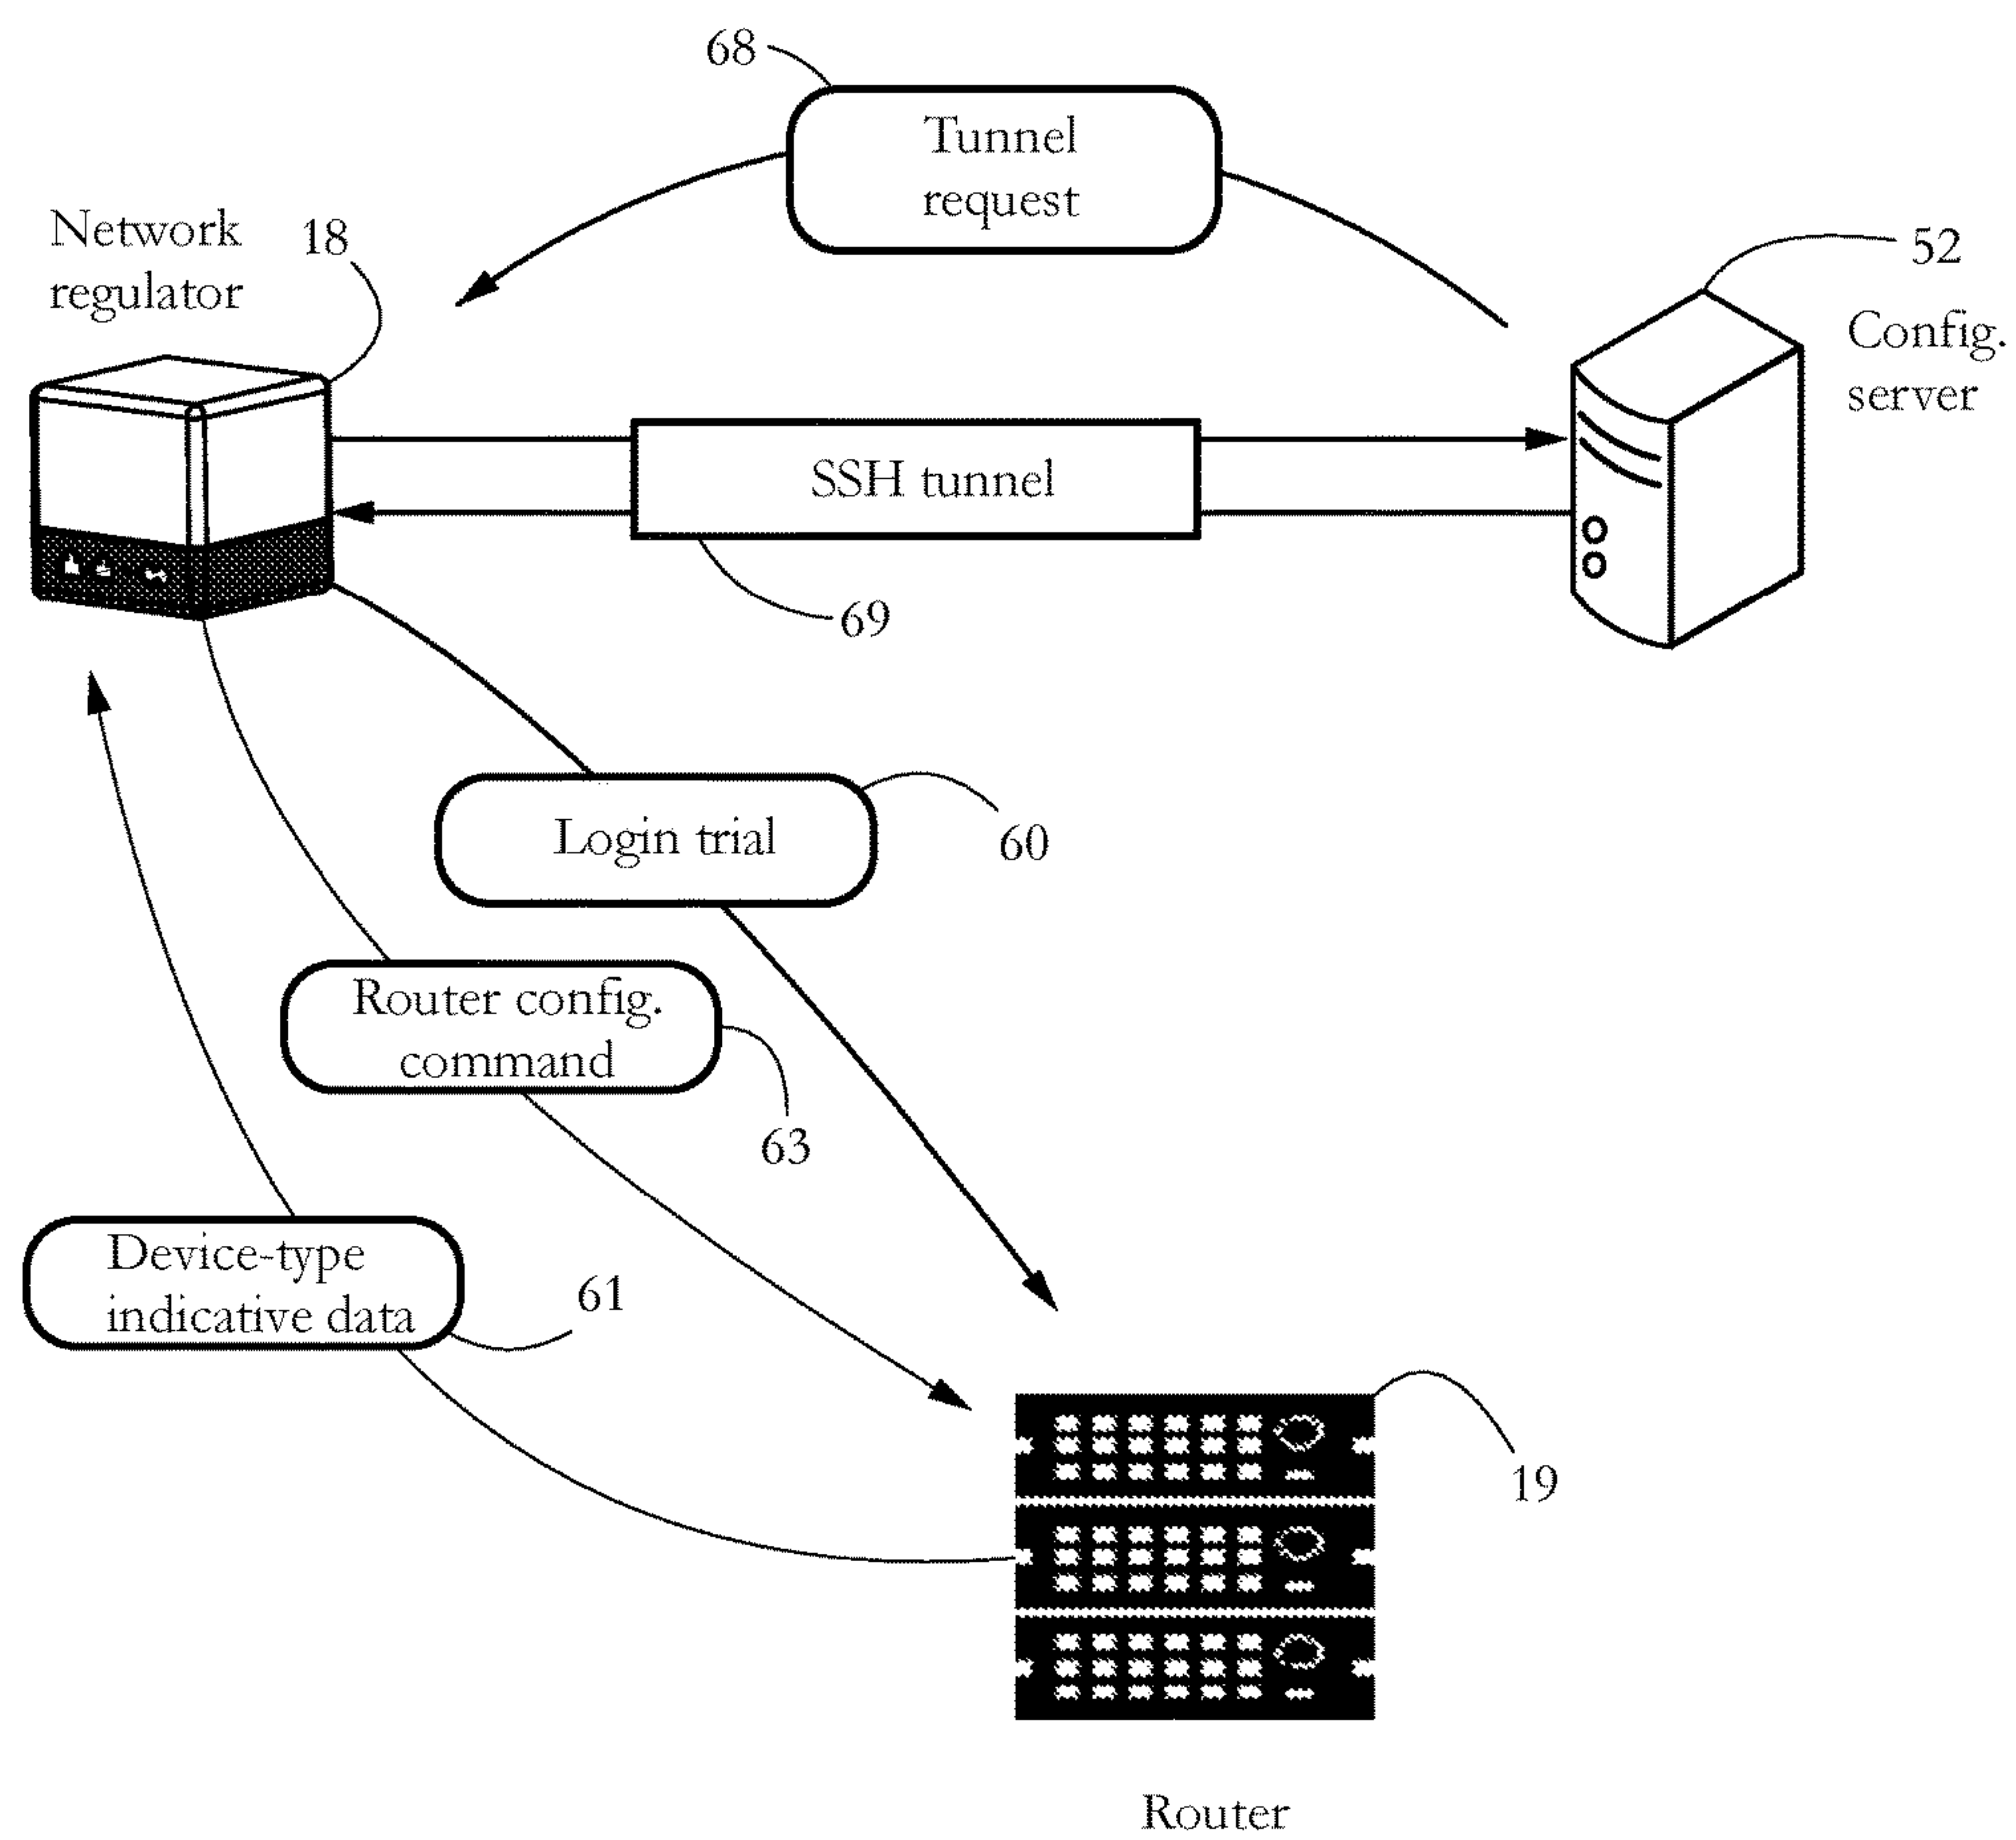 68
Tunnel
request
Network
regulator
18
52
Config.
server
SSH tunnel
69
Login trial
60
Router config.
command
63
Device-type
indicative data
61
19
Router